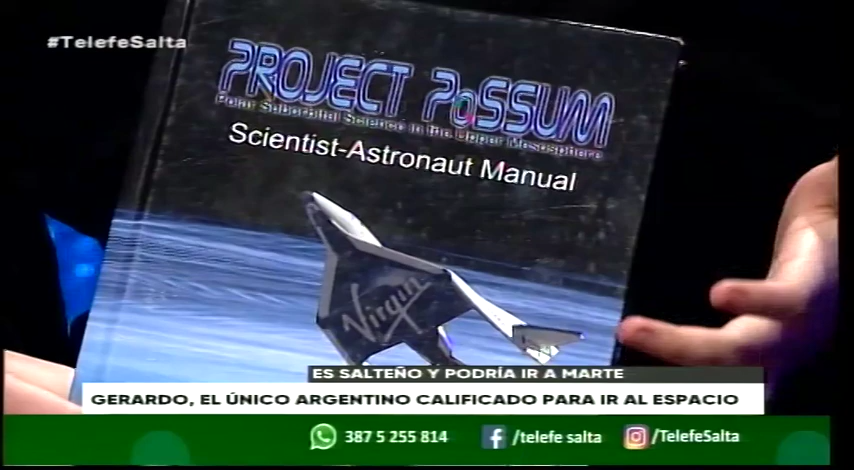 #TelefeSalta
PROJECT PoSSUM
Polar Suborbital Science in the Upper Mesosphere
Scientist-Astronaut Manual
Virgin
ES SALTEÑO Y PODRÍA IR A MARTE
GERARDO, EL ÚNICO ARGENTINO CALIFICADO PARA IR AL ESPACIO
387 5 255 814
/telefe salta
/TelefeSalta